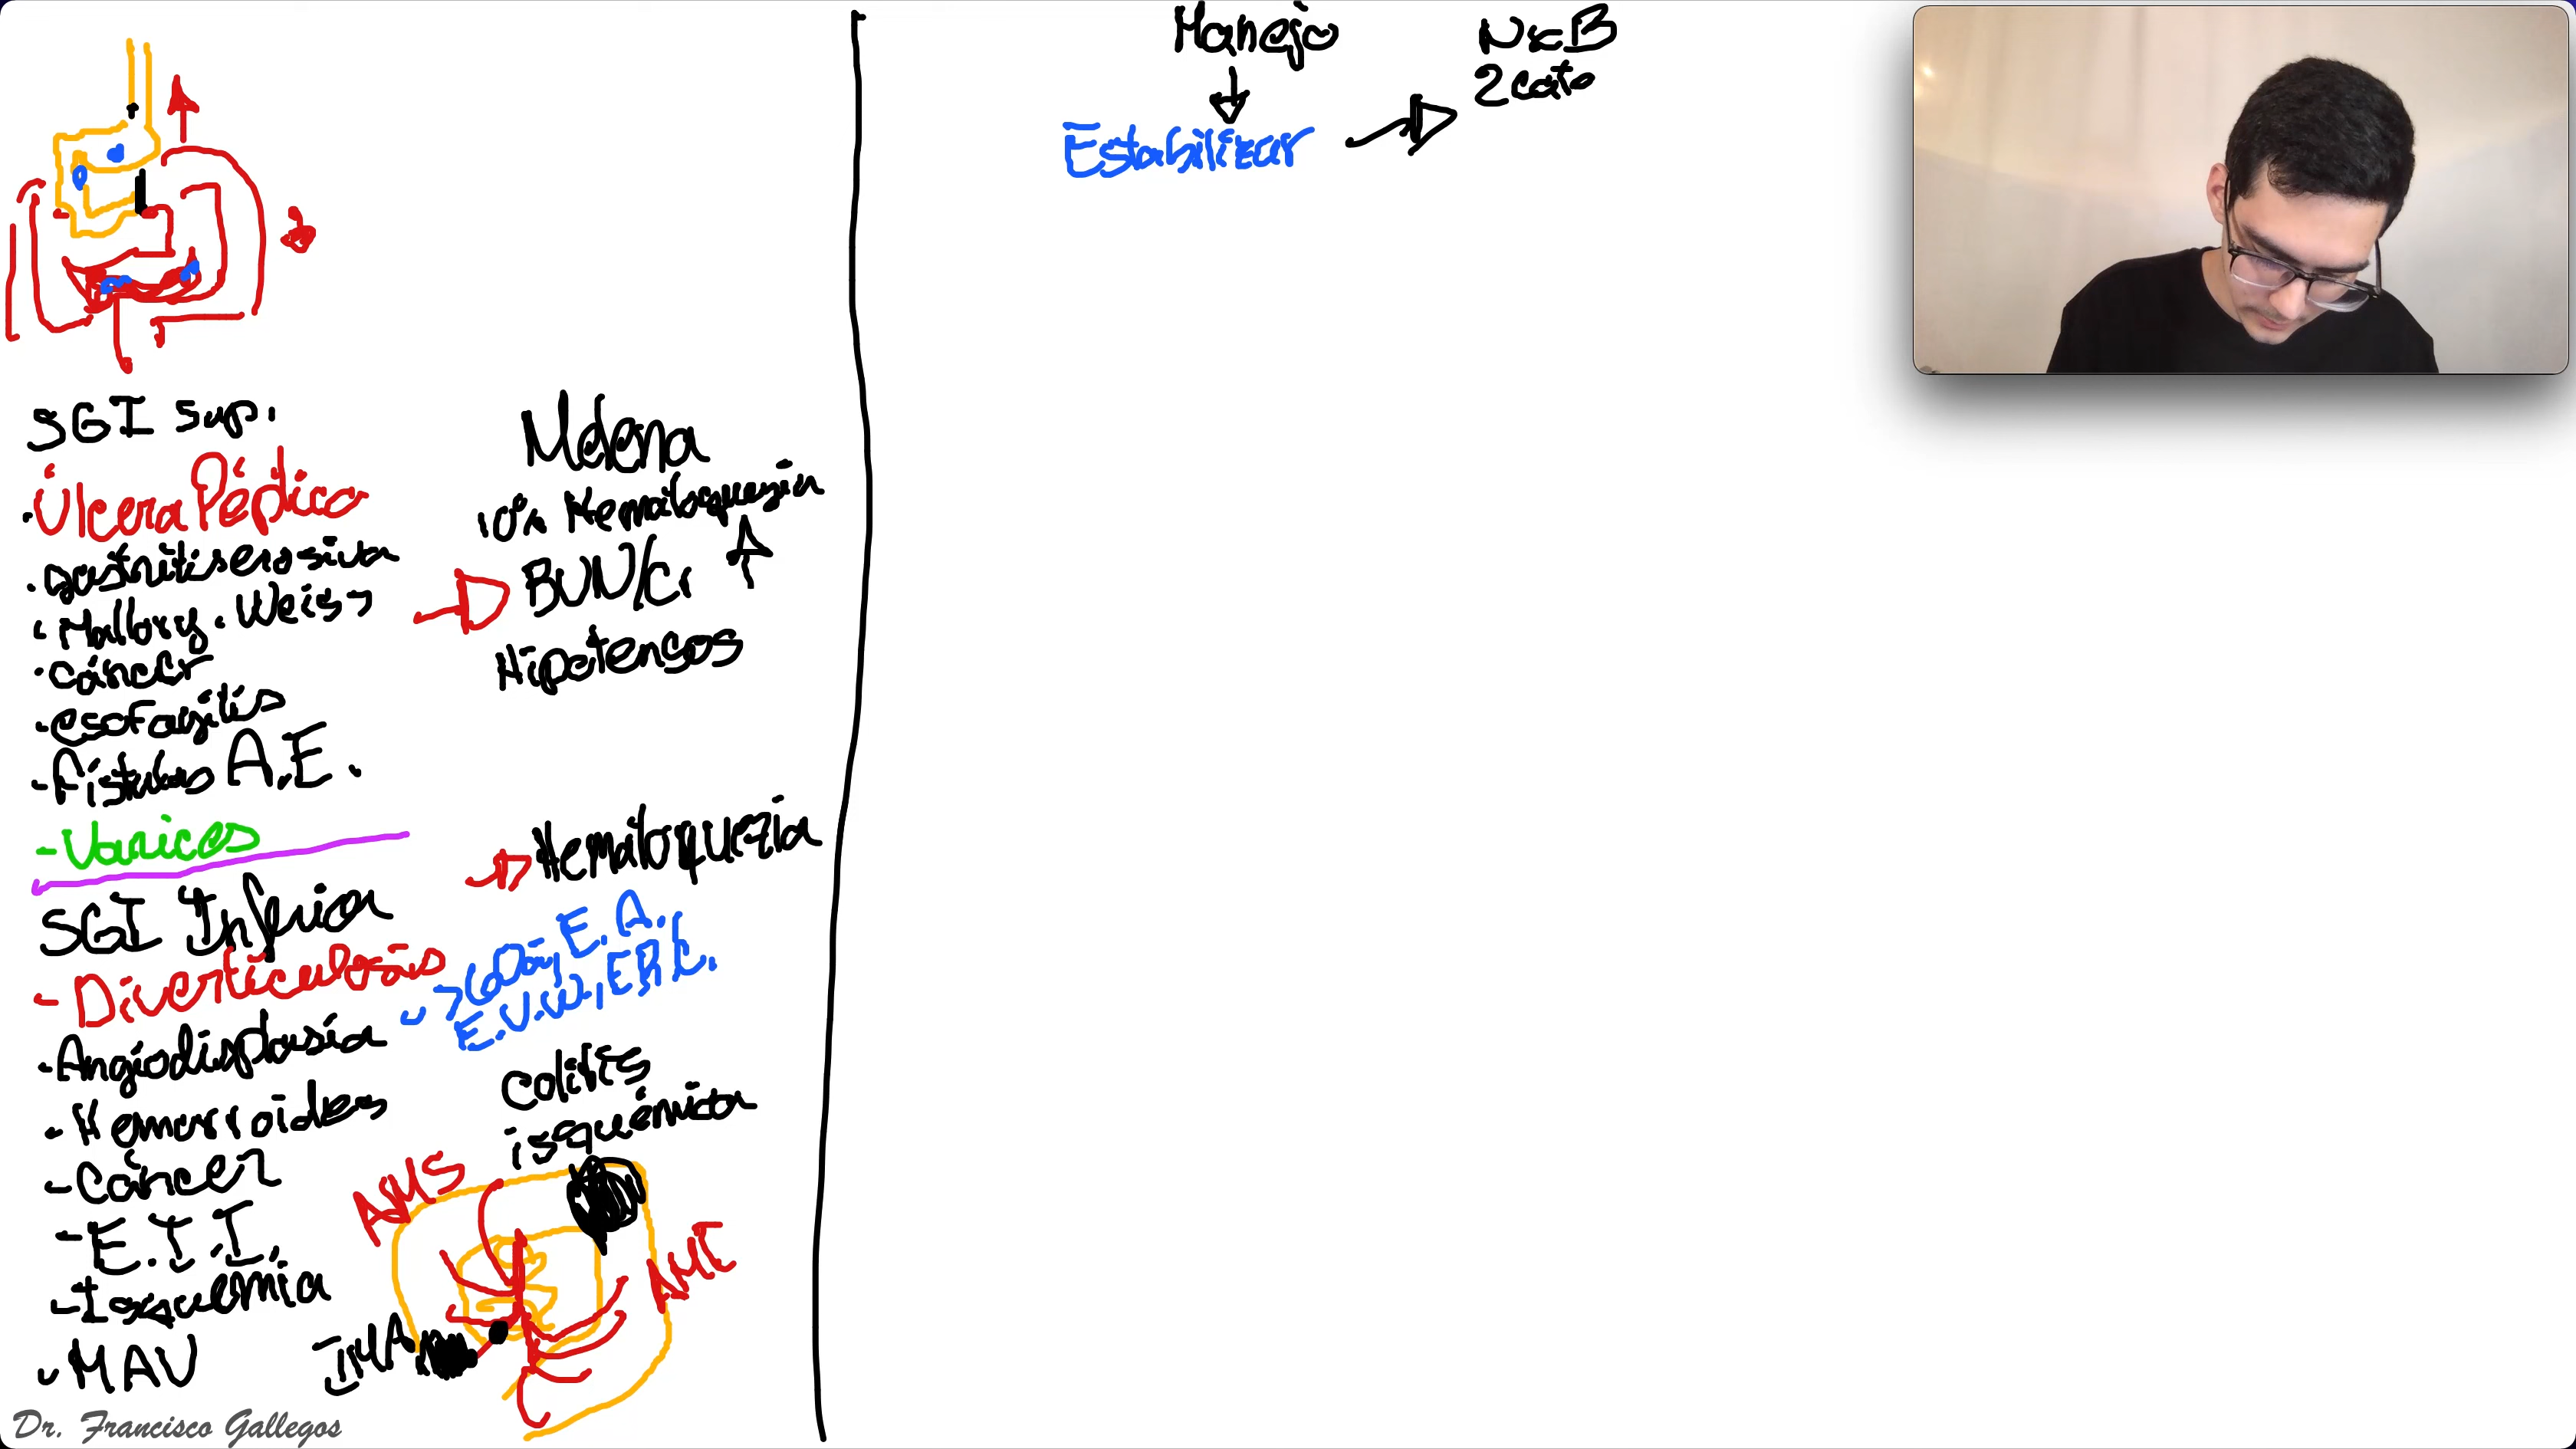 SGI Sup.
· Úlcera Péptica
· gastritis erosiva
· Mallory. Weiss
· cáncer
- esofagitis
- Fístulas A.E.
- Varices
Melena
10% Hematoquezia
BUN/Cr
Hipotensos
SGI Inferior
- Diverticulosis
- Angiodisplasia
- Hemorroides
- Cáncer
- E.I.I.
- Isquemia
- MAV
Hematoquezia
>60a, E.A.
E.V.W, ERC.
Colitis
isquémica
AMS
AMI
IMA
Manejo
Estabilizar
NxB
2 cate
Dr. Francisco Gallegos